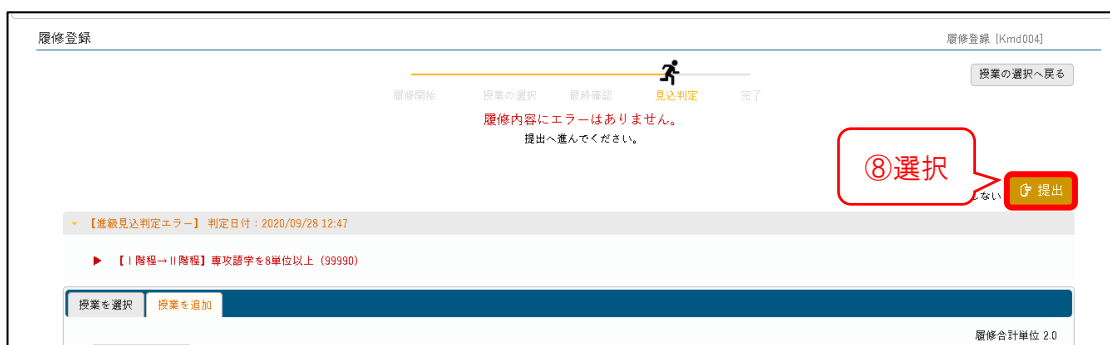 履修登録
履修登録 [Kmd004]
授業の選択へ戻る
履修開始 授業の選択 最終確認 見込判定 完了
履修内容にエラーはありません。
提出へ進んでください。
⑧選択
しない
提出
【進級見込判定エラー】 判定日付：2020/09/28 12:47
【Ⅰ階程→Ⅱ階程】専攻語学を8単位以上（99990）
授業を選択 授業を追加
履修合計単位 2.0